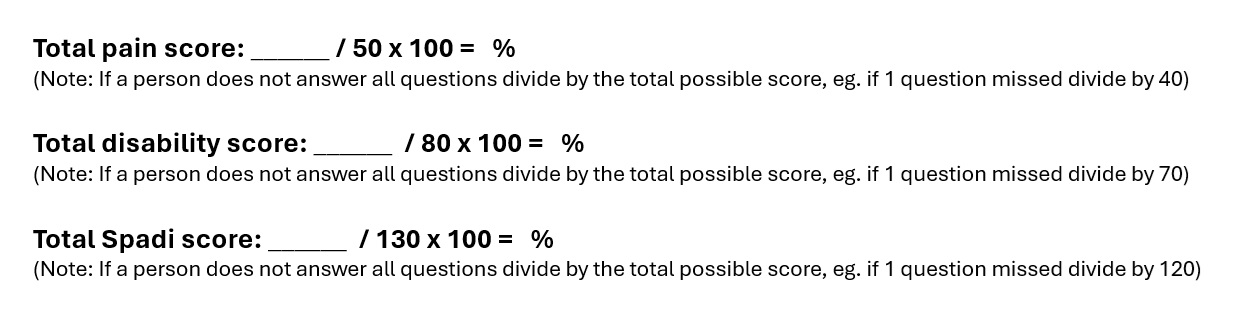 Total pain score: ______ / 50 x 100 = %
(Note: If a person does not answer all questions divide by the total possible score, eg. if 1 question missed divide by 40)
Total disability score: ______ / 80 x 100 = %
(Note: If a person does not answer all questions divide by the total possible score, eg. if 1 question missed divide by 70)
Total Spadi score: ______ / 130 x 100 = %
(Note: If a person does not answer all questions divide by the total possible score, eg. if 1 question missed divide by 120)